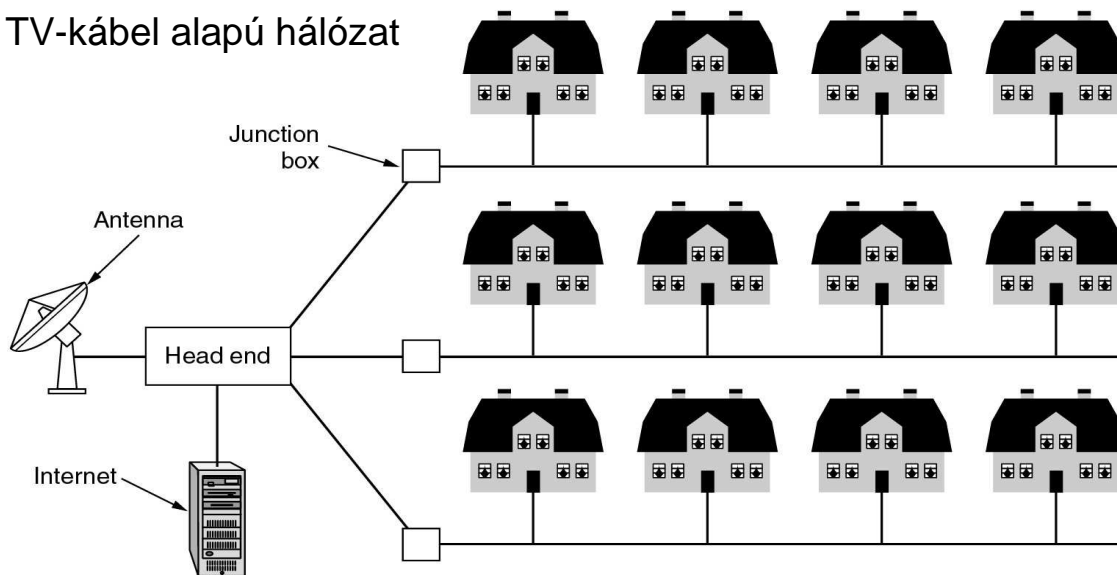 TV-kábel alapú hálózat
Junction
box
Antenna
Head end
Internet